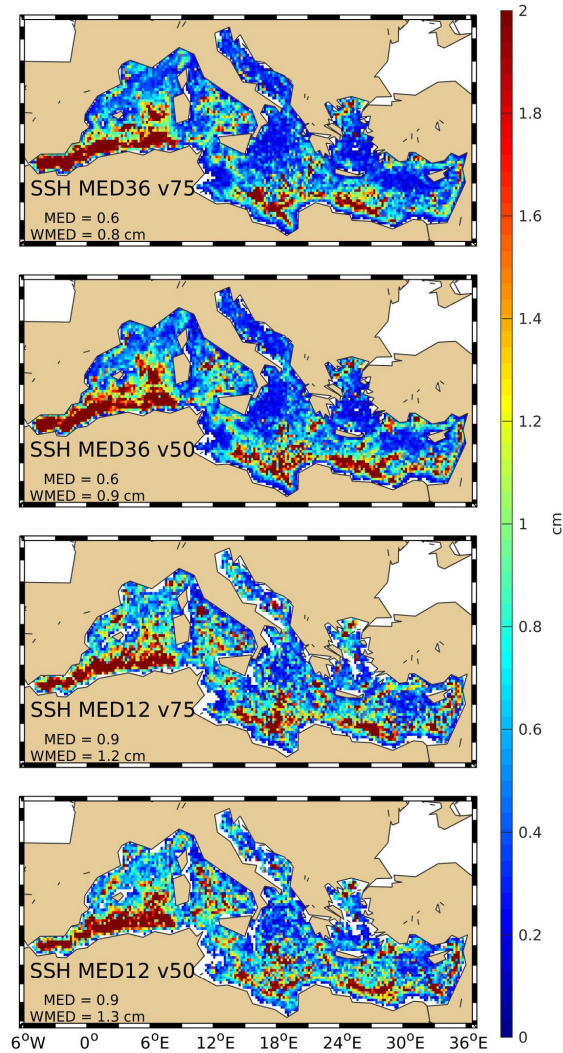 SSH MED36 v75
MED = 0.6
WMED = 0.8 cm
SSH MED36 v50
MED = 0.6
WMED = 0.9 cm
SSH MED12 v75
MED = 0.9
WMED = 1.2 cm
SSH MED12 v50
MED = 0.9
WMED = 1.3 cm
6°W 0° 6°E 12°E 18°E 24°E 30°E 36°E
2
1.8
1.6
1.4
1.2
1
0.8
0.6
0.4
0.2
0
cm